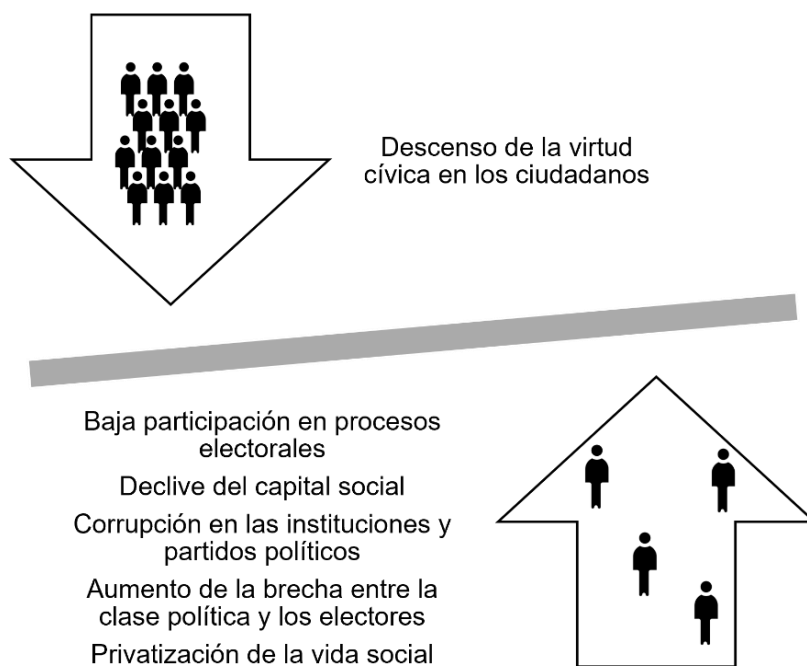 Descenso de la virtud
cívica en los ciudadanos
Baja participación en procesos
electorales
Declive del capital social
Corrupción en las instituciones y
partidos políticos
Aumento de la brecha entre la
clase política y los electores
Privatización de la vida social